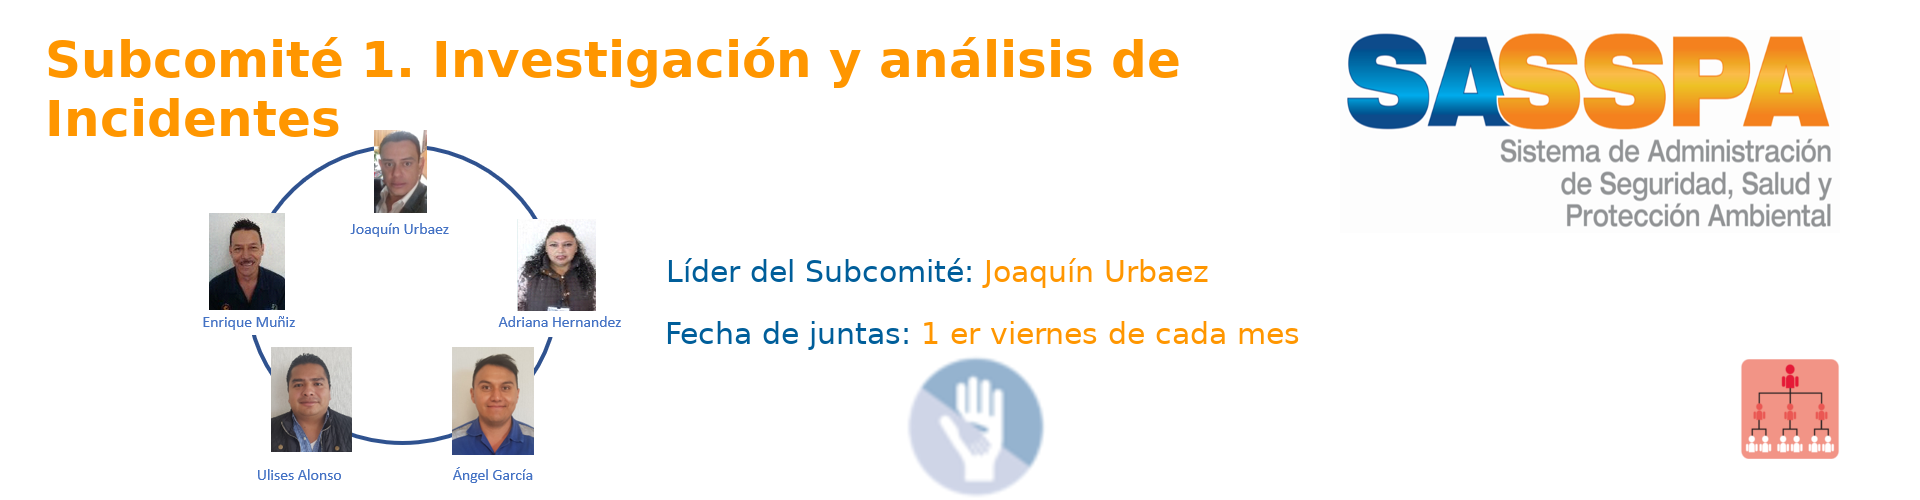 Subcomité 1. Investigación y análisis de
Incidentes
SASSPA
Sistema de Administración
de Seguridad, Salud y
Protección Ambiental
Joaquín Urbaez
Enrique Muñiz
Adriana Hernandez
Ulises Alonso
Ángel García
Líder del Subcomité: Joaquín Urbaez
Fecha de juntas: 1 er viernes de cada mes